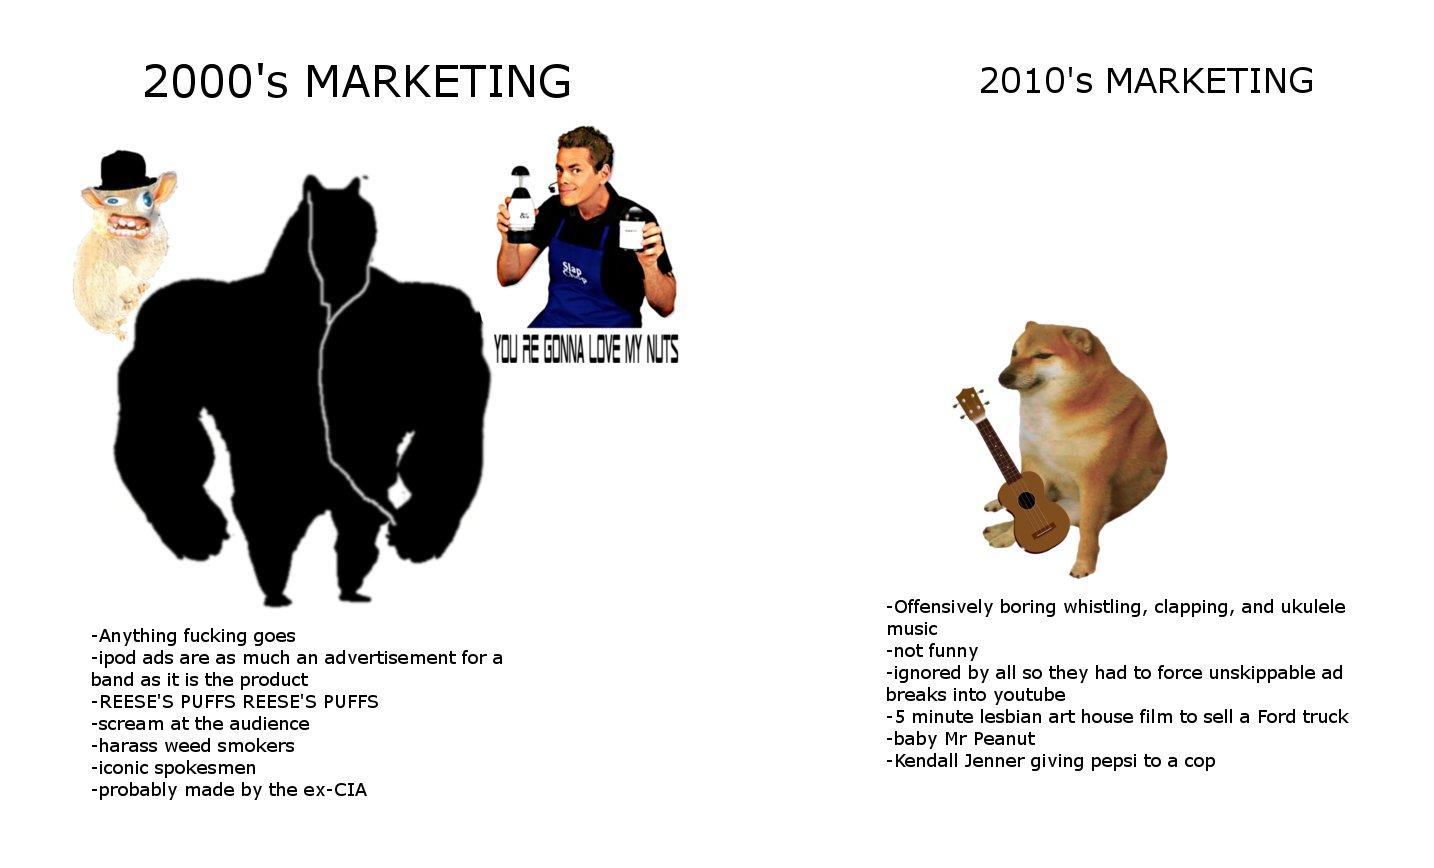 2000's MARKETING
2010's MARKETING
Slap
YOU'RE GONNA LOVE MY NUTS
-Anything fucking goes
-ipod ads are as much an advertisement for a
band as it is the product
-REESE'S PUFFS REESE'S PUFFS
-scream at the audience
-harass weed smokers
-iconic spokesmen
-probably made by the ex-CIA
-Offensively boring whistling, clapping, and ukulele
music
-not funny
-ignored by all so they had to force unskippable ad
breaks into youtube
-5 minute lesbian art house film to sell a Ford truck
-baby Mr Peanut
-Kendall Jenner giving pepsi to a cop